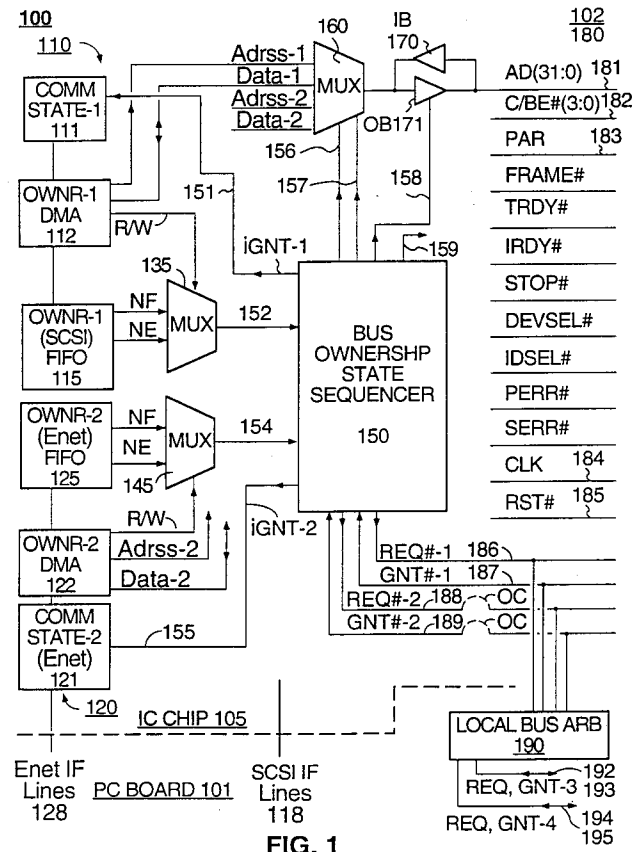 100
110
COMM
STATE-1
111
OWNR-1
DMA
112
R/W
OWNR-1
(SCSI)
FIFO
115
NF
NE
135
MUX
152
OWNR-2
(Enet)
FIFO
125
NF
NE
MUX
145
154
R/W
OWNR-2
DMA
122
Adrss-2
Data-2
COMM
STATE-2
(Enet)
121
120
155
iGNT-2
Adrss-1
Data-1
Adrss-2
Data-2
160
MUX
IB
170
OB171
156
157
158
159
151
iGNT-1
BUS
OWNERSHP
STATE
SEQUENCER
150
102
180
AD(31:0) 181
C/BE#(3:0) 182
PAR 183
FRAME#
TRDY#
IRDY#
STOP#
DEVSEL#
IDSEL#
PERR#
SERR#
CLK 184
RST# 185
REQ#-1 186
GNT#-1 187
REQ#-2 188 OC
GNT#-2 189 OC
LOCAL BUS ARB
190
192
REQ, GNT-3 193
194
REQ, GNT-4 195
IC CHIP 105
Enet IF
Lines
128
PC BOARD 101
SCSI IF
Lines
118
FIG. 1